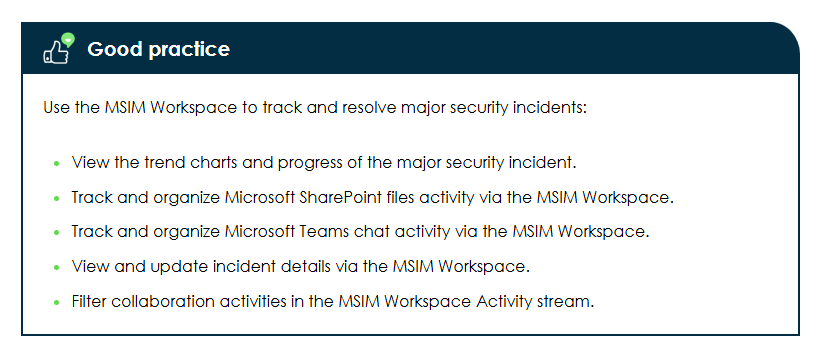 Good practice
Use the MSIM Workspace to track and resolve major security incidents:
View the trend charts and progress of the major security incident.
Track and organize Microsoft SharePoint files activity via the MSIM Workspace.
Track and organize Microsoft Teams chat activity via the MSIM Workspace.
View and update incident details via the MSIM Workspace.
Filter collaboration activities in the MSIM Workspace Activity stream.